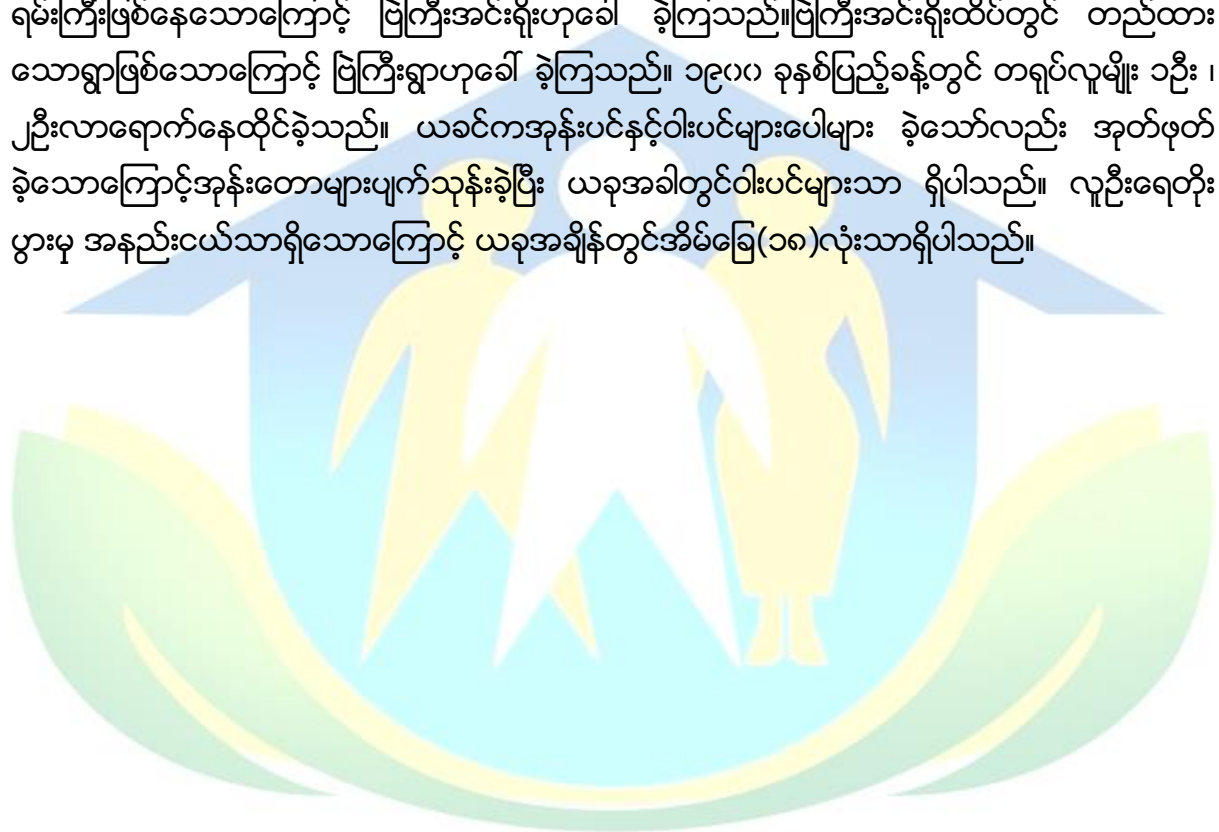 ရမ်းကြီးဖြစ်နေသောကြောင့် ဗြဲကြီးအင်းရိုးဟုခေါ် ခဲ့ကြသည်။ဗြဲကြီးအင်းရိုးထိပ်တွင် တည်ထား
သောရွာဖြစ်သောကြောင့် ဗြဲကြီးရွာဟုခေါ် ခဲ့ကြသည်။ ၁၉၀၀ ခုနှစ်ပြည့်ခန့်တွင် တရုပ်လူမျိုး ၁ဦး ၊
၂ဦးလာရောက်နေထိုင်ခဲ့သည်။ ယခင်ကအုန်းပင်နှင့်ဝါးပင်များပေါများ ခဲ့သော်လည်း အုတ်ဖုတ်
ခဲ့သောကြောင့်အုန်းတောများပျက်သုန်းခဲ့ပြီး ယခုအခါတွင်ဝါးပင်များသာ ရှိပါသည်။ လူဦးရေတိုး
ပွားမှု အနည်းငယ်သာရှိသောကြောင့် ယခုအချိန်တွင်အိမ်ခြေ(၁၈)လုံးသာရှိပါသည်။